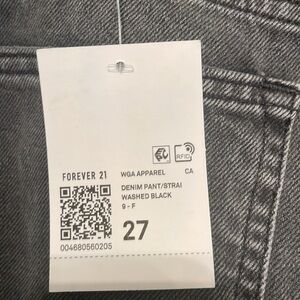 RFID
FOREVER 21
WGA APPAREL CA
DENIM PANT/STRAI
WASHED BLACK
9 - F
27
004680560205